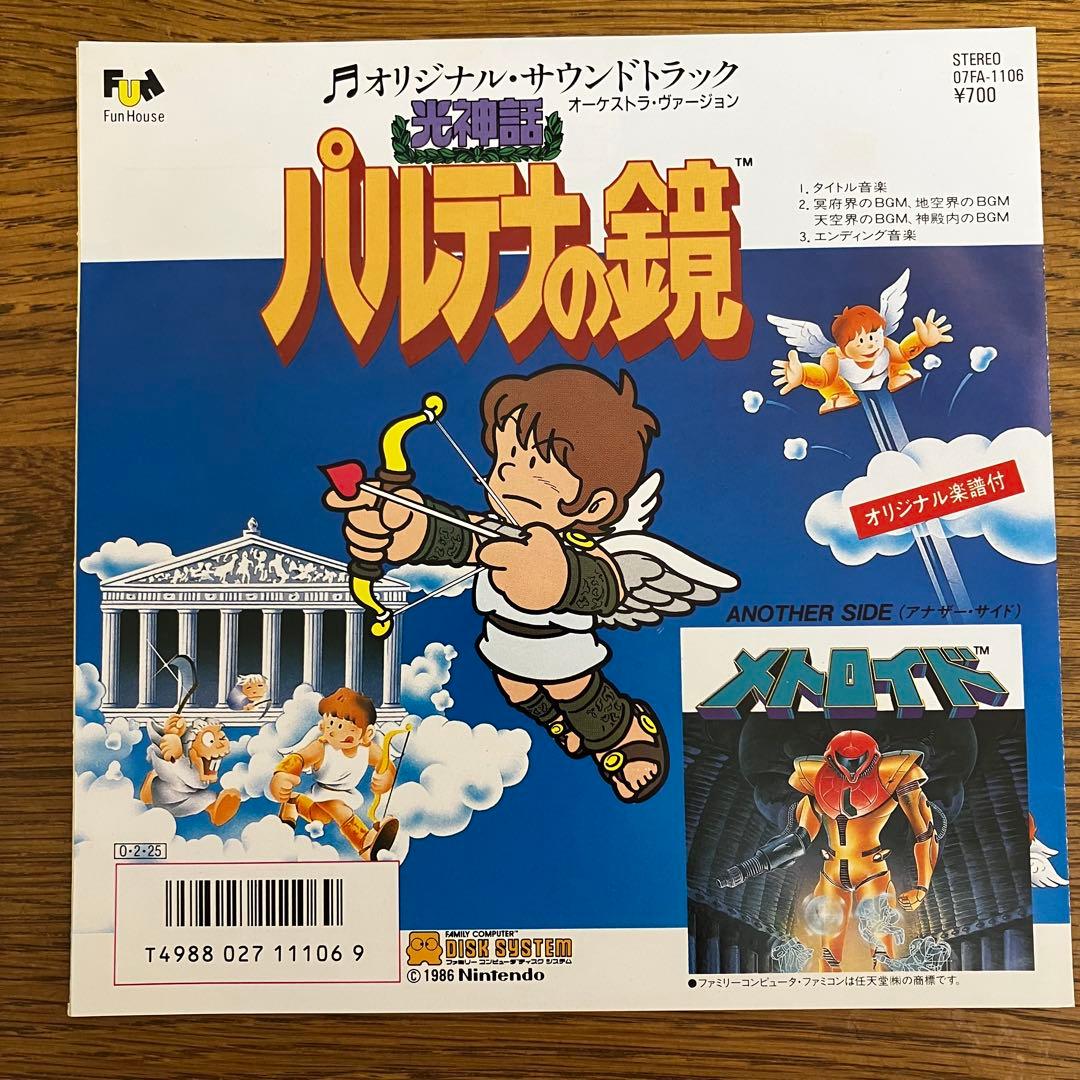 Fun
Fun House
オリジナル・サウンドトラック
オーケストラ・ヴァージョン
STEREO
07FA-1106
¥700
光神話
パルテナの鏡™
1. タイトル音楽
2. 冥府界のBGM、地空界のBGM
天空界のBGM、神殿内のBGM
3. エンディング音楽
オリジナル楽譜付
ANOTHER SIDE (アナザー・サイド)
メトロイド™
0・2・25
T4988 027 11106 9
FAMILY COMPUTER™
DISK SYSTEM
ファミリー コンピュータ ディスク システム
©1986 Nintendo
●ファミリーコンピュータ・ファミコンは任天堂㈱の商標です。